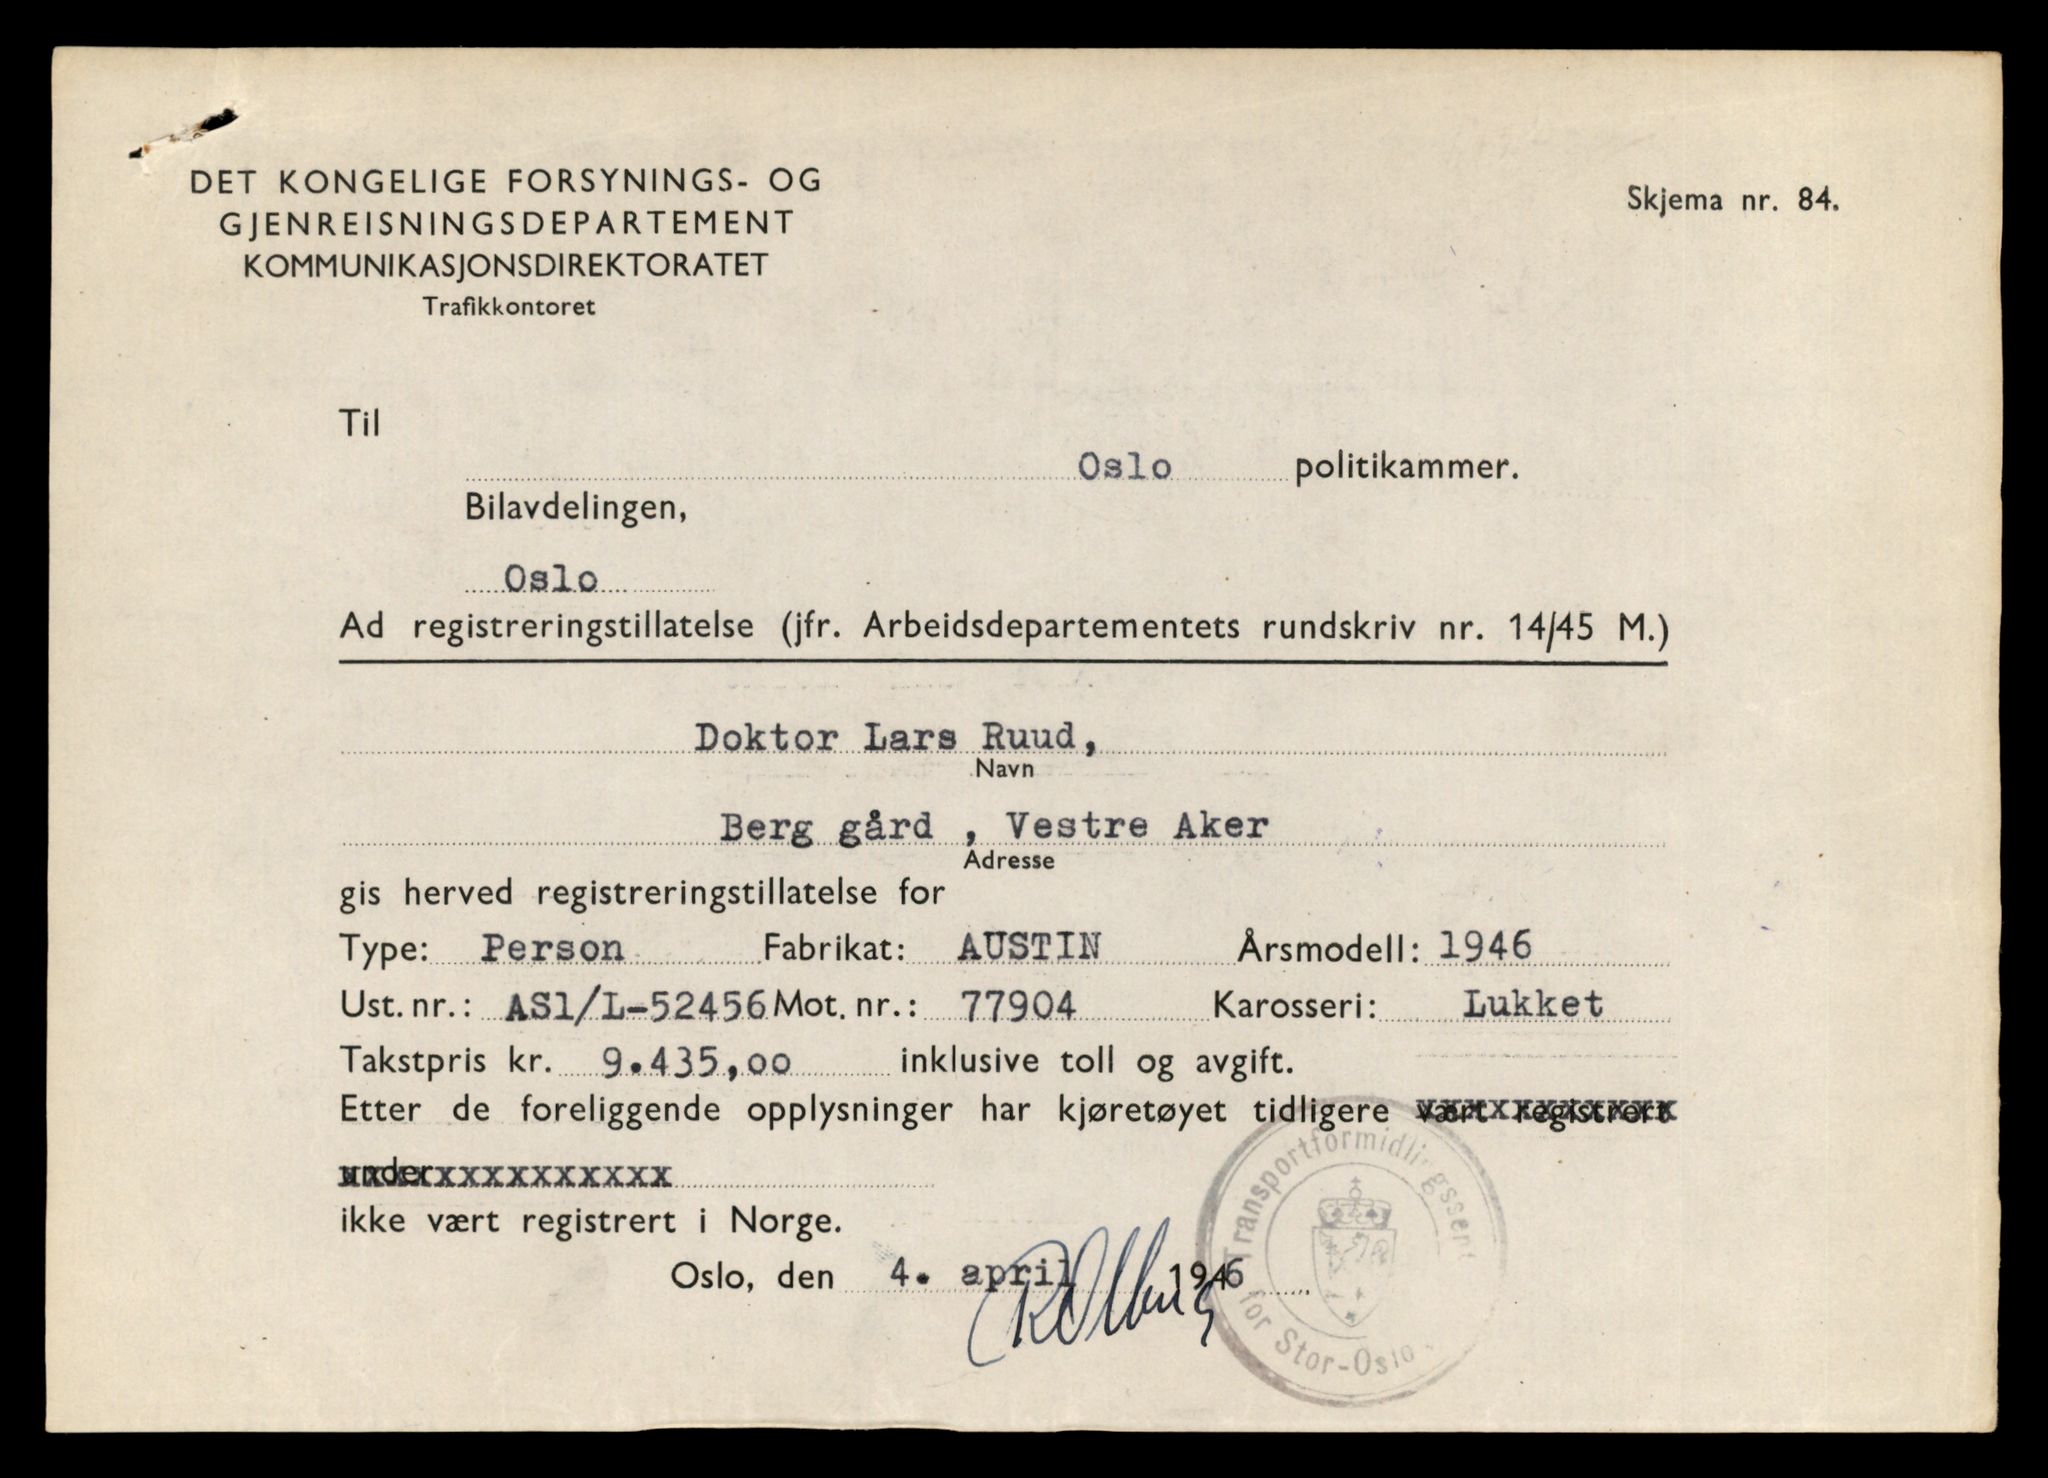 DET KONGELIGE FORSYNINGS- OG
GJENREISNINGSDEPARTEMENT
KOMMUNIKASJONSDIREKTORATET
Trafikkontoret
Skjema nr. 84.
Til
Oslo politikammer.
Bilavdelingen,
Oslo
Ad registreringstillatelse (jfr. Arbeidsdepartementets rundskriv nr. 14/45 M.)
Doktor Lars Ruud,
Navn
Berg gård , Vestre Aker
Adresse
gis herved registreringstillatelse for
Type: Person Fabrikat: AUSTIN Årsmodell: 1946
Ust. nr.: AS1/L-52456 Mot. nr.: 77904 Karosseri: Lukket
Takstpris kr. 9.435,00 inklusive toll og avgift.
Etter de foreliggende opplysninger har kjøretøyet tidligere vært registrert
under
ikke vært registrert i Norge.
Oslo, den 4. april 1946
for Stor-Oslo